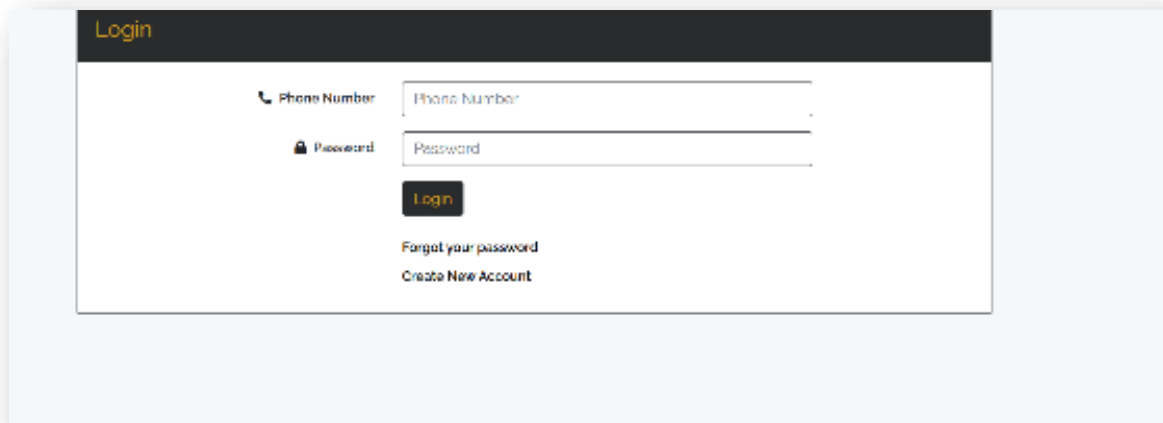 Login
Phone Number Phone Number
Password Password
Login
Forgot your password
Create New Account